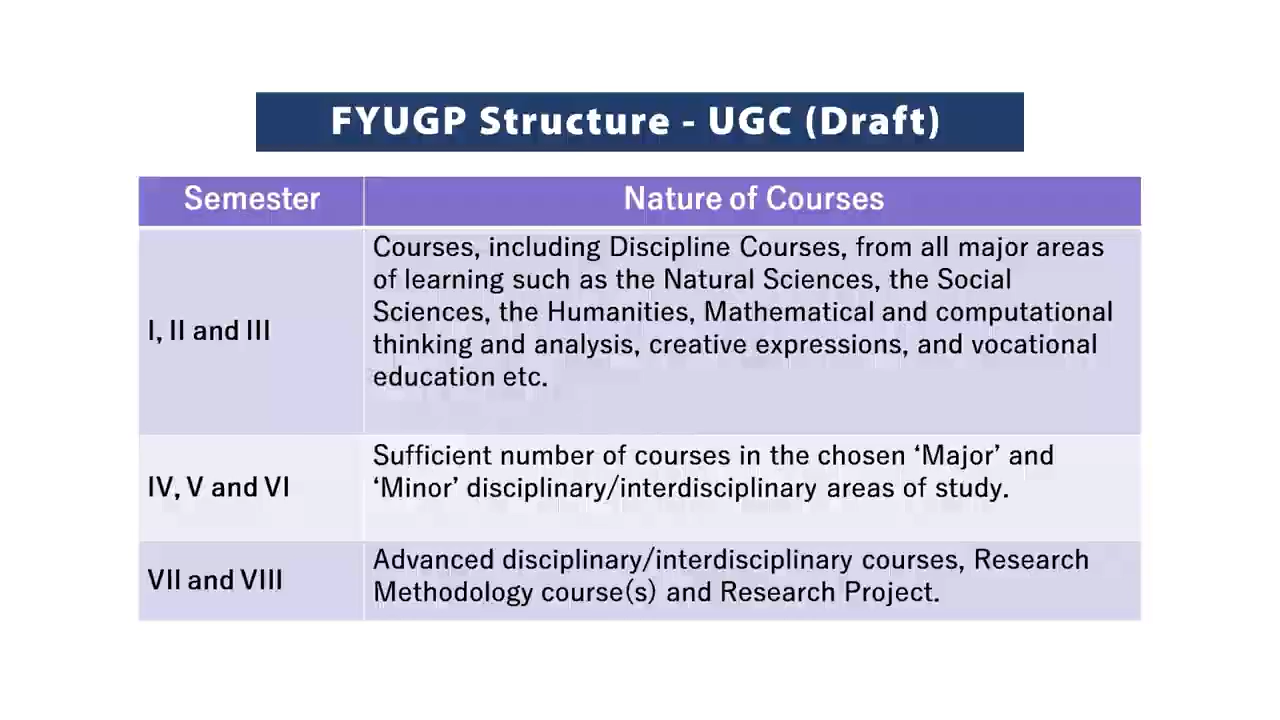 FYUGP Structure - UGC (Draft)
Semester
Nature of Courses
I, II and III
Courses, including Discipline Courses, from all major areas
of learning such as the Natural Sciences, the Social
Sciences, the Humanities, Mathematical and computational
thinking and analysis, creative expressions, and vocational
education etc.
IV, V and VI
Sufficient number of courses in the chosen ‘Major’ and
‘Minor’ disciplinary/interdisciplinary areas of study.
VII and VIII
Advanced disciplinary/interdisciplinary courses, Research
Methodology course(s) and Research Project.